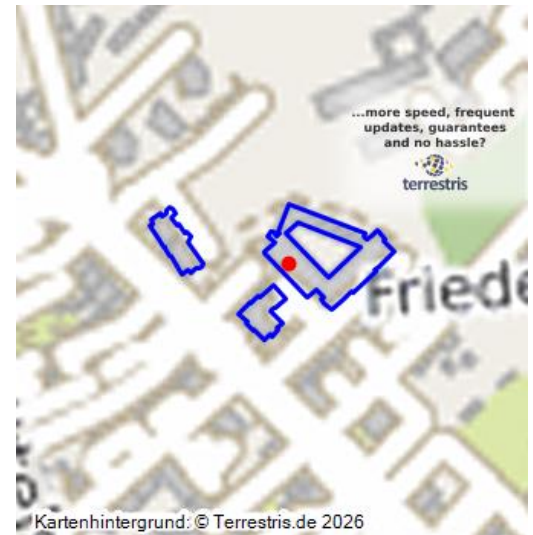 ...more speed, frequent
updates, guarantees
and no hassle?
terrestris
Friede
Kartenhintergrund: © Terrestris.de 2026